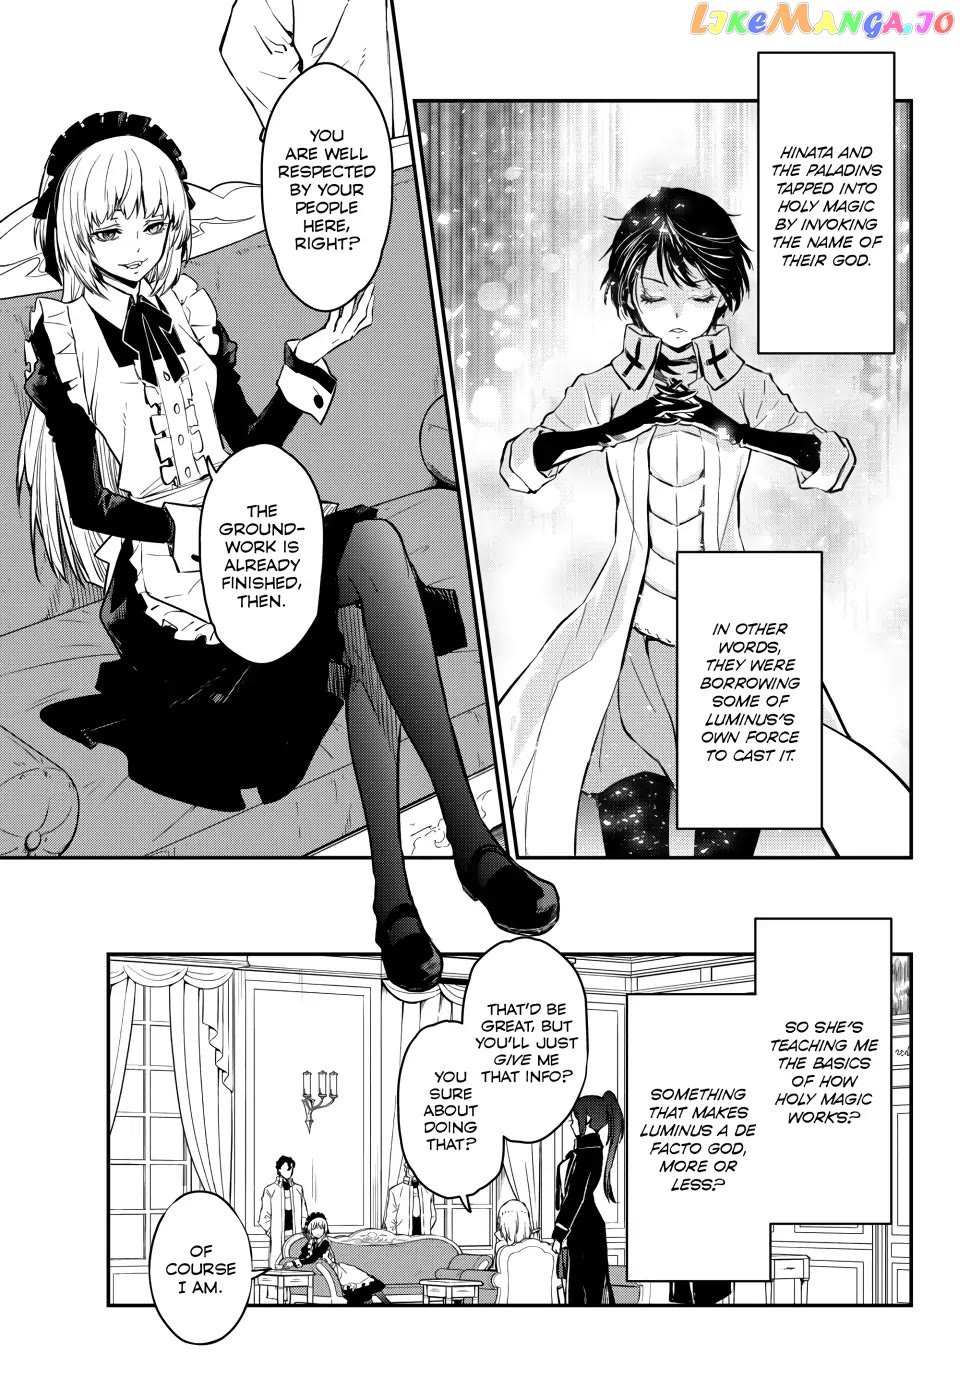 LIKEMANGA.IO
HINATA AND
THE PALADINS
TAPPED INTO
HOLY MAGIC
BY INVOKING
THE NAME OF
THEIR GOD.
IN OTHER
WORDS,
THEY WERE
BORROWING
SOME OF
LUMINUS'S
OWN FORCE
TO CAST IT.
YOU
ARE WELL
RESPECTED
BY YOUR
PEOPLE
HERE,
RIGHT?
THE
GROUND-
WORK IS
ALREADY
FINISHED,
THEN.
SO SHE'S
TEACHING ME
THE BASICS
OF HOW
HOLY MAGIC
WORKS?
SOMETHING
THAT MAKES
LUMINUS A DE
FACTO GOD,
MORE OR
LESS?
THAT'D BE
GREAT, BUT
YOU'LL JUST
GIVE ME
THAT INFO?
YOU
SURE
ABOUT
DOING
THAT?
OF
COURSE
I AM.